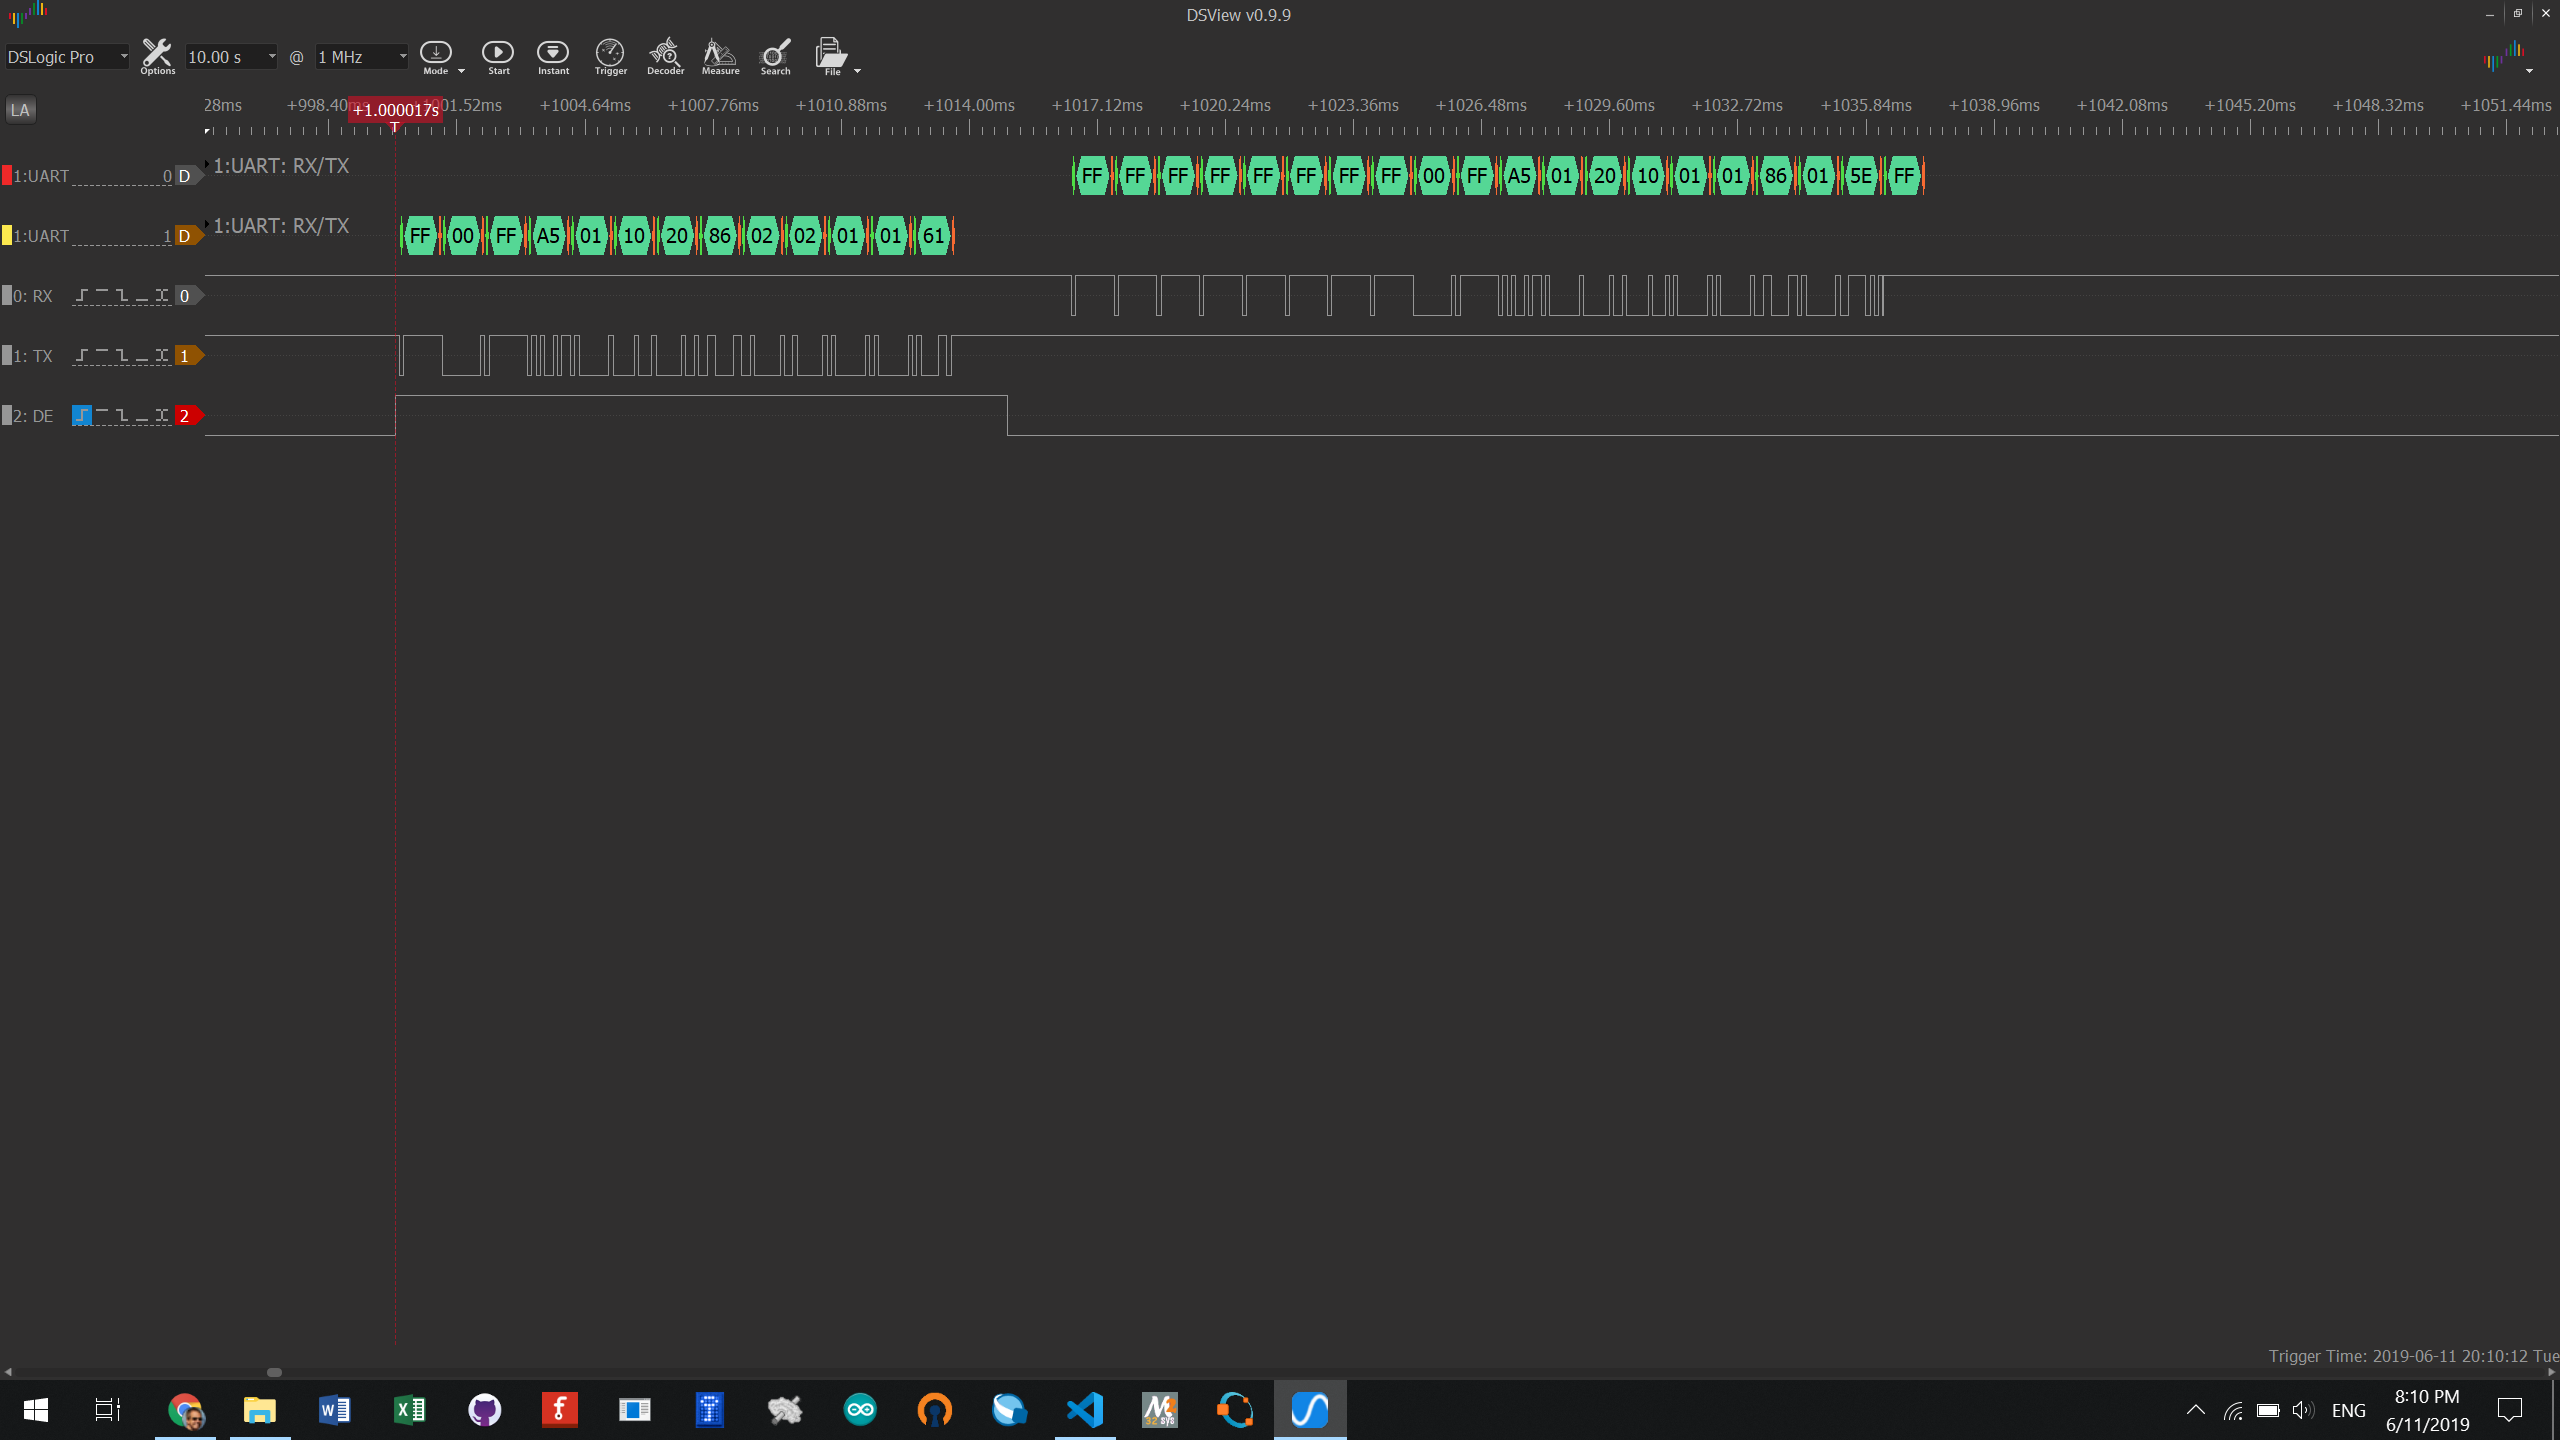 DSView v0.9.9
DSLogic Pro Options 10.00 s @ 1 MHz Mode Start Instant Trigger Decoder Measure Search File
LA 28ms +998.40ms +1.000017s +1001.52ms +1004.64ms +1007.76ms +1010.88ms +1014.00ms +1017.12ms +1020.24ms +1023.36ms +1026.48ms +1029.60ms +1032.72ms +1035.84ms +1038.96ms +1042.08ms +1045.20ms +1048.32ms +1051.44ms
T
1:UART 0 D 1:UART: RX/TX FF FF FF FF FF FF FF FF 00 FF A5 01 20 10 01 01 86 01 5E FF
1:UART 1 D 1:UART: RX/TX FF 00 FF A5 01 10 20 86 02 02 01 01 61
0: RX 0
1: TX 1
2: DE 2
Trigger Time: 2019-06-11 20:10:12 Tue
ENG 8:10 PM
6/11/2019